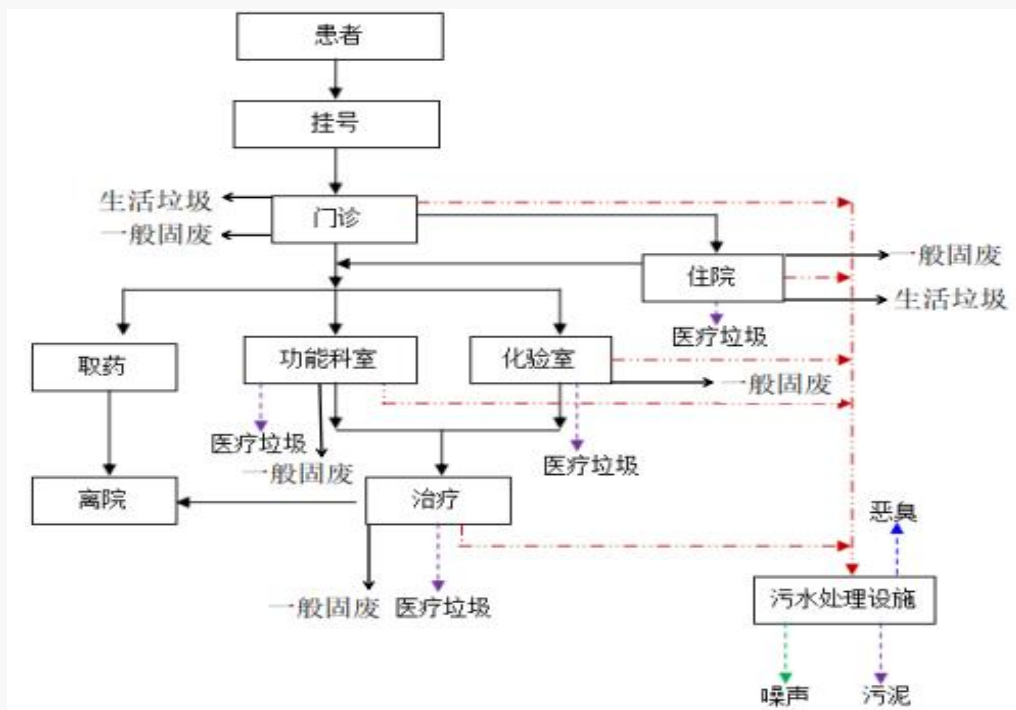 患者
挂号
生活垃圾
门诊
一般固废
一般固废
住院
生活垃圾
医疗垃圾
取药
功能科室
化验室
一般固废
医疗垃圾
一般固废
医疗垃圾
离院
治疗
恶臭
一般固废
医疗垃圾
污水处理设施
噪声
污泥